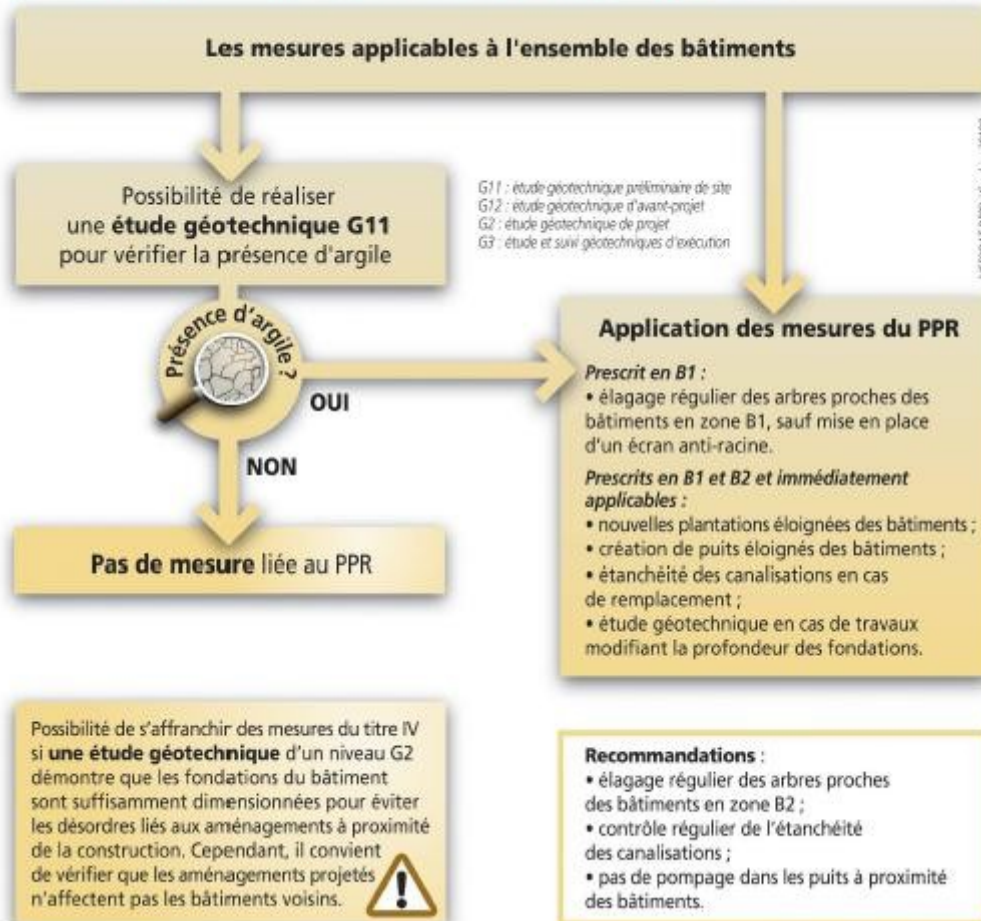 Les mesures applicables à l'ensemble des bâtiments
Possibilité de réaliser
une étude géotechnique G11
pour vérifier la présence d'argile
G11 : étude géotechnique préliminaire de site
G12 : étude géotechnique d'avant-projet
G2 : étude géotechnique de projet
G3 : étude et suivi géotechniques d'exécution
Présence d'argile ?
OUI
NON
Pas de mesure liée au PPR
Application des mesures du PPR
Prescrit en B1 :
• élagage régulier des arbres proches des
bâtiments en zone B1, sauf mise en place
d'un écran anti-racine.
Prescrits en B1 et B2 et immédiatement
applicables :
• nouvelles plantations éloignées des bâtiments ;
• création de puits éloignés des bâtiments ;
• étanchéité des canalisations en cas
de remplacement ;
• étude géotechnique en cas de travaux
modifiant la profondeur des fondations.
Possibilité de s'affranchir des mesures du titre IV
si une étude géotechnique d'un niveau G2
démontre que les fondations du bâtiment
sont suffisamment dimensionnées pour éviter
les désordres liés aux aménagements à proximité
de la construction. Cependant, il convient
de vérifier que les aménagements projetés
n'affectent pas les bâtiments voisins.
Recommandations :
• élagage régulier des arbres proches
des bâtiments en zone B2 ;
• contrôle régulier de l'étanchéité
des canalisations ;
• pas de pompage dans les puits à proximité
des bâtiments.